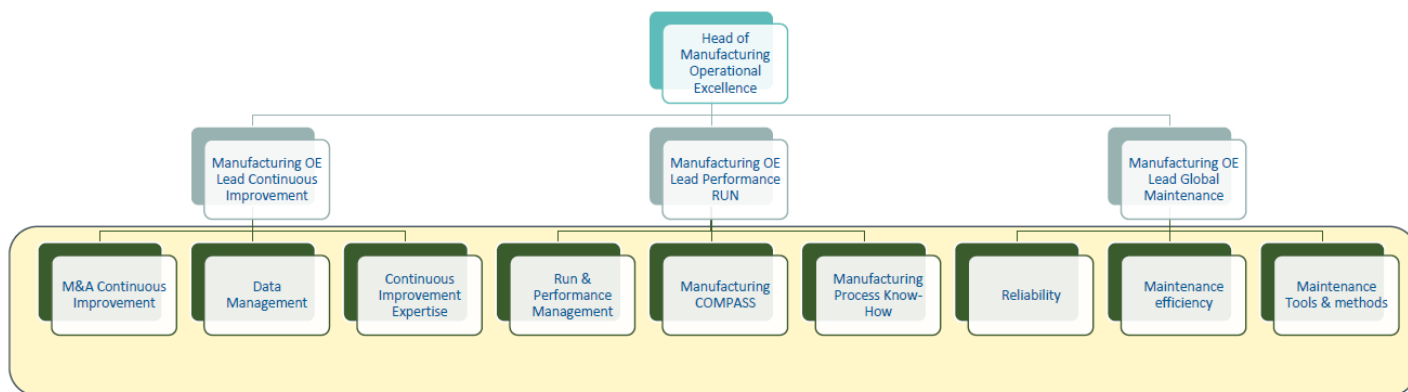 Head of
Manufacturing
Operational
Excellence
Manufacturing OE
Lead Continuous
Improvement
Manufacturing OE
Lead Performance
RUN
Manufacturing OE
Lead Global
Maintenance
M&A Continuous
Improvement
Data
Management
Continuous
Improvement
Expertise
Run &
Performance
Management
Manufacturing
COMPASS
Manufacturing
Process Know-
How
Reliability
Maintenance
efficiency
Maintenance
Tools & methods